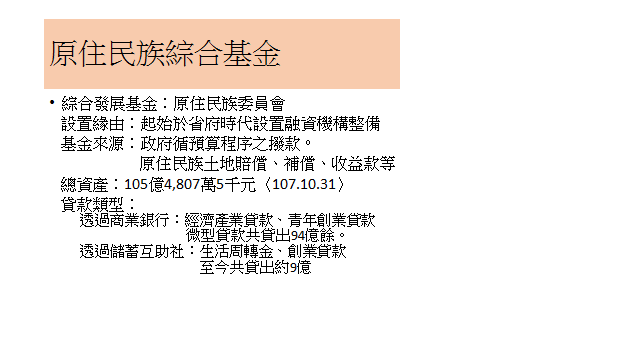 原住民族綜合基金
• 綜合發展基金：原住民族委員會
設置緣由：起始於省府時代設置融資機構整備
基金來源：政府循預算程序之撥款。
原住民族土地賠償、補償、收益款等
總資產：105億4,807萬5千元〈107.10.31〉
貸款類型：
透過商業銀行：經濟產業貸款、青年創業貸款
微型貸款共貸出94億餘。
透過儲蓄互助社：生活周轉金、創業貸款
至今共貸出約9億